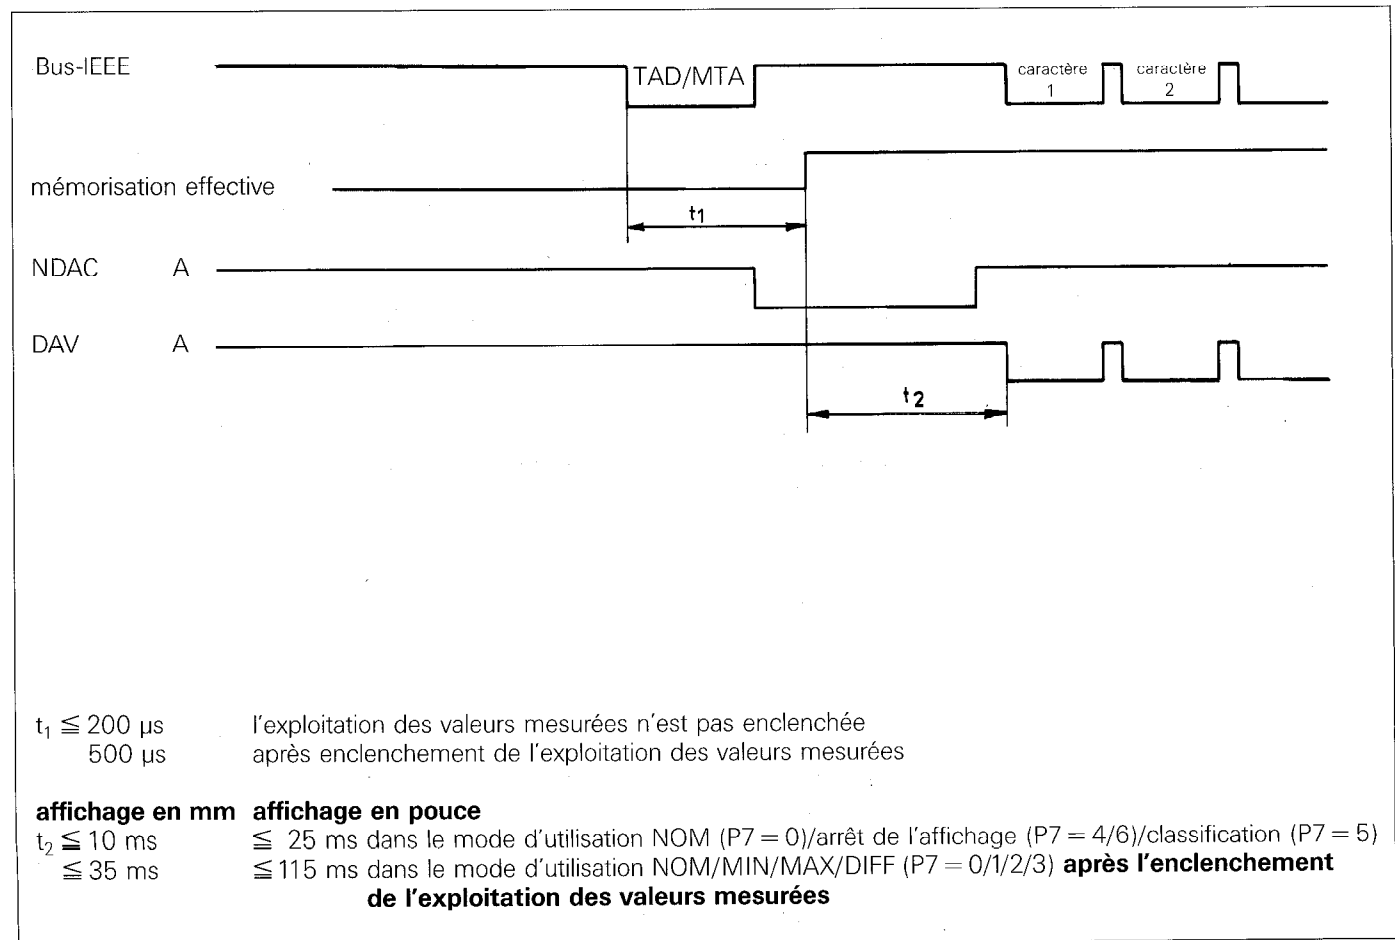 Bus-IEEE
TAD/MTA
caractère
1
caractère
2
mémorisation effective
t1
NDAC A
DAV A
t2
t1 ≦ 200 µs l'exploitation des valeurs mesurées n'est pas enclenchée
500 µs après enclenchement de l'exploitation des valeurs mesurées
affichage en mm affichage en pouce
t2 ≦ 10 ms ≦ 25 ms dans le mode d'utilisation NOM (P7 = 0)/arrêt de l'affichage (P7 = 4/6)/classification (P7 = 5)
≦ 35 ms ≦ 115 ms dans le mode d'utilisation NOM/MIN/MAX/DIFF (P7 = 0/1/2/3) après l'enclenchement
de l'exploitation des valeurs mesurées